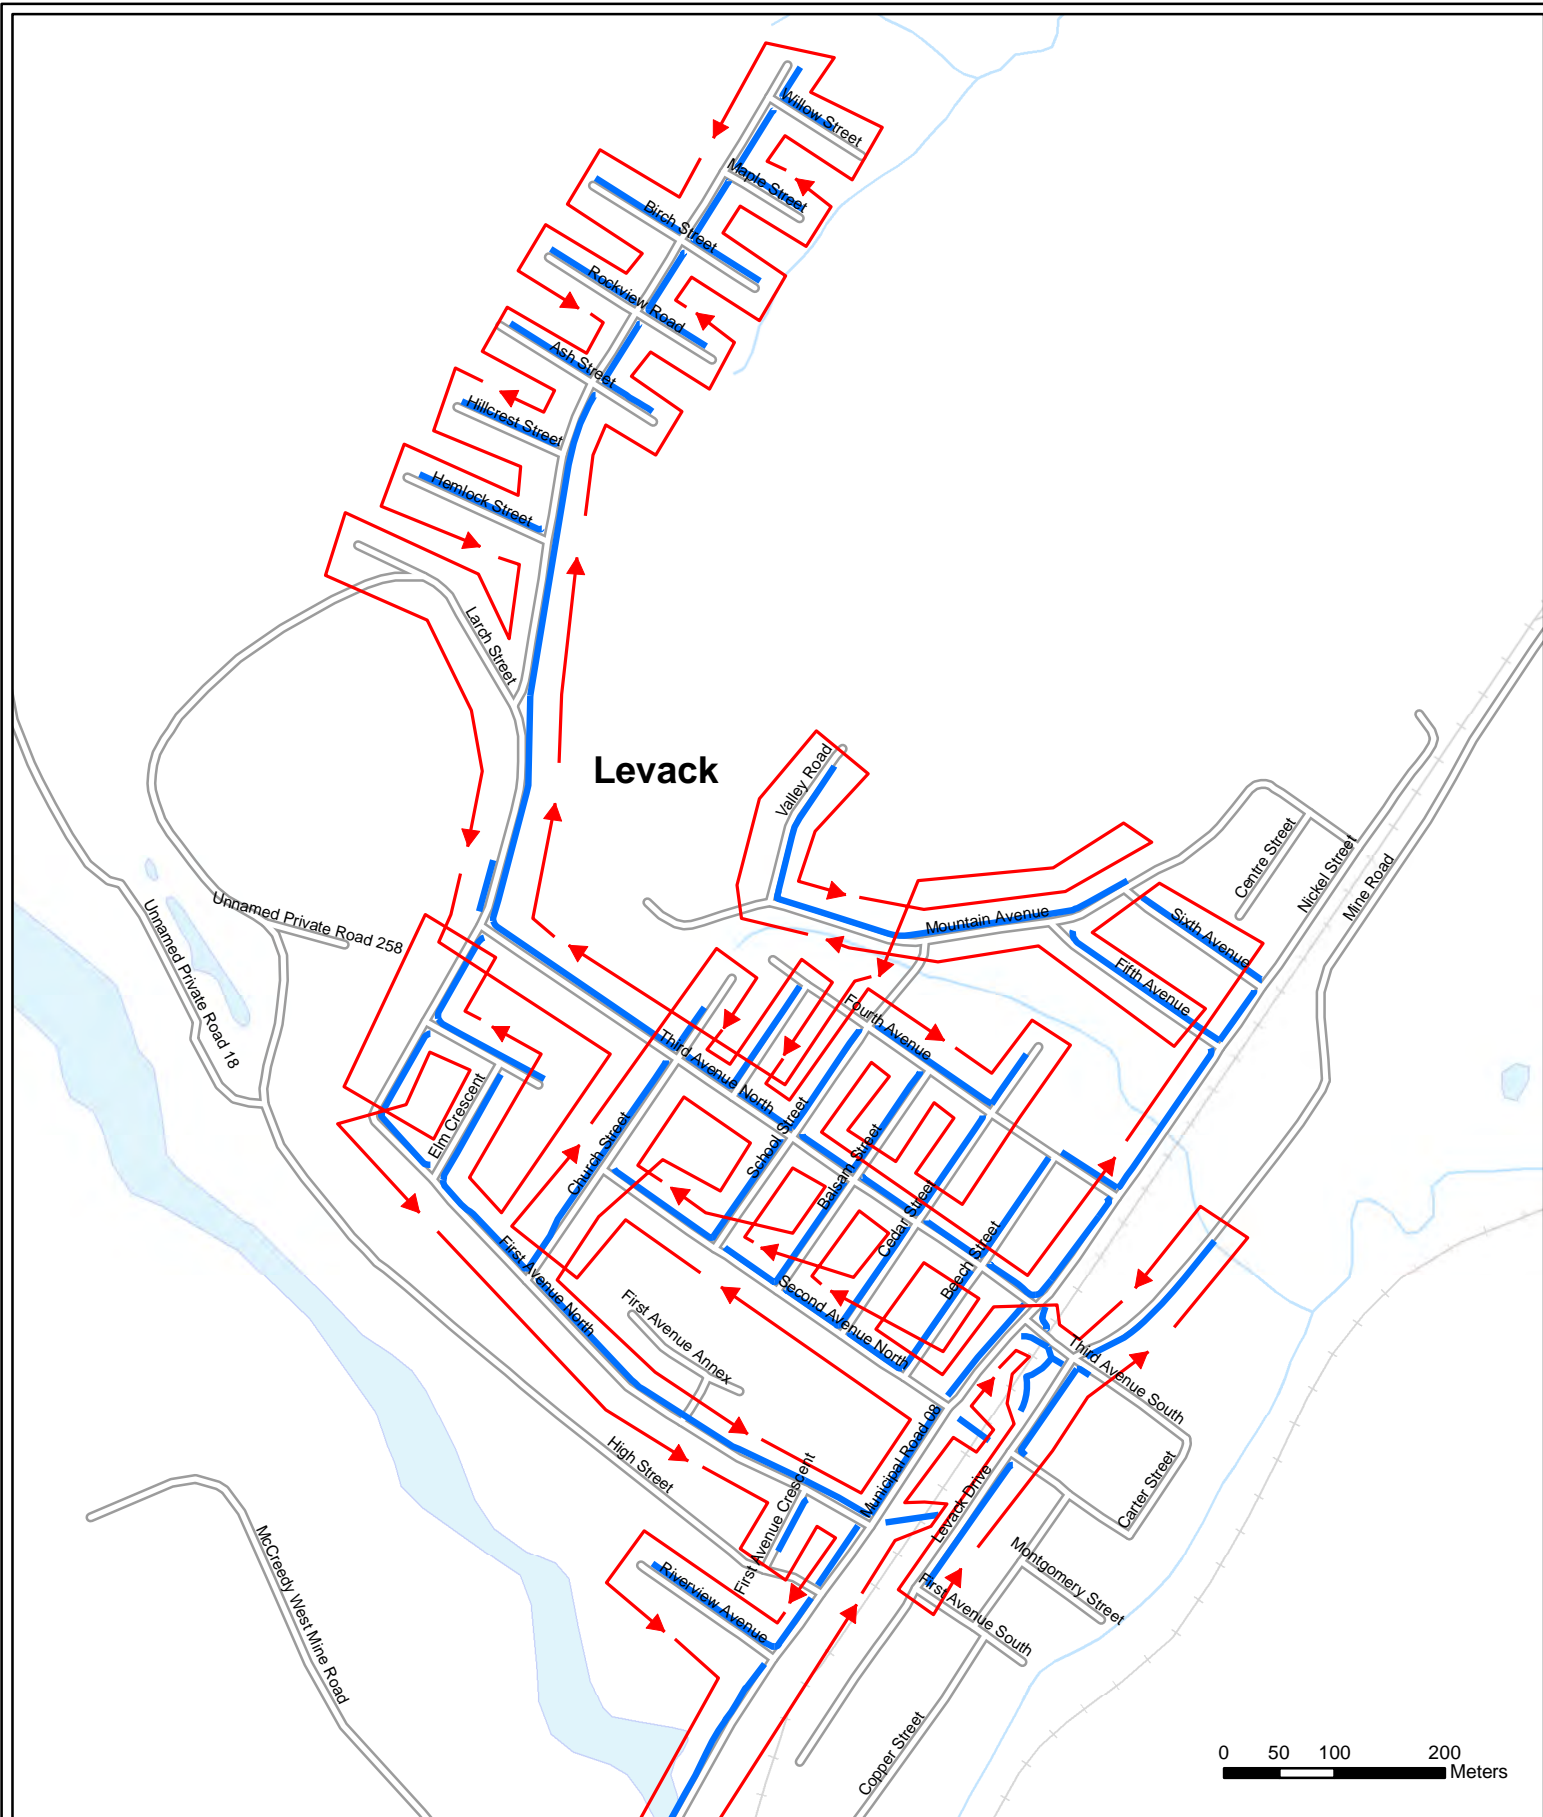 Willow Street
Maple Street
Birch Street
Rockview Road
Ash Street
Hillcrest Street
Hemlock Street
Larch Street
Levack
Valley Road
Mountain Avenue
Centre Street
Nickel Street
Mine Road
Sixth Avenue
Fifth Avenue
Unnamed Private Road 258
Unnamed Private Road 18
Fourth Avenue
Third Avenue North
Elm Crescent
Church Street
School Street
Balsam Street
Cedar Street
Beech Street
First Avenue North
Second Avenue North
First Avenue Annex
Third Avenue South
High Street
Municipal Road 08
First Avenue Crescent
Levack Drive
Carter Street
Montgomery Street
First Avenue South
Riverview Avenue
McCreedy West Mine Road
Copper Street
0 50 100 200
Meters